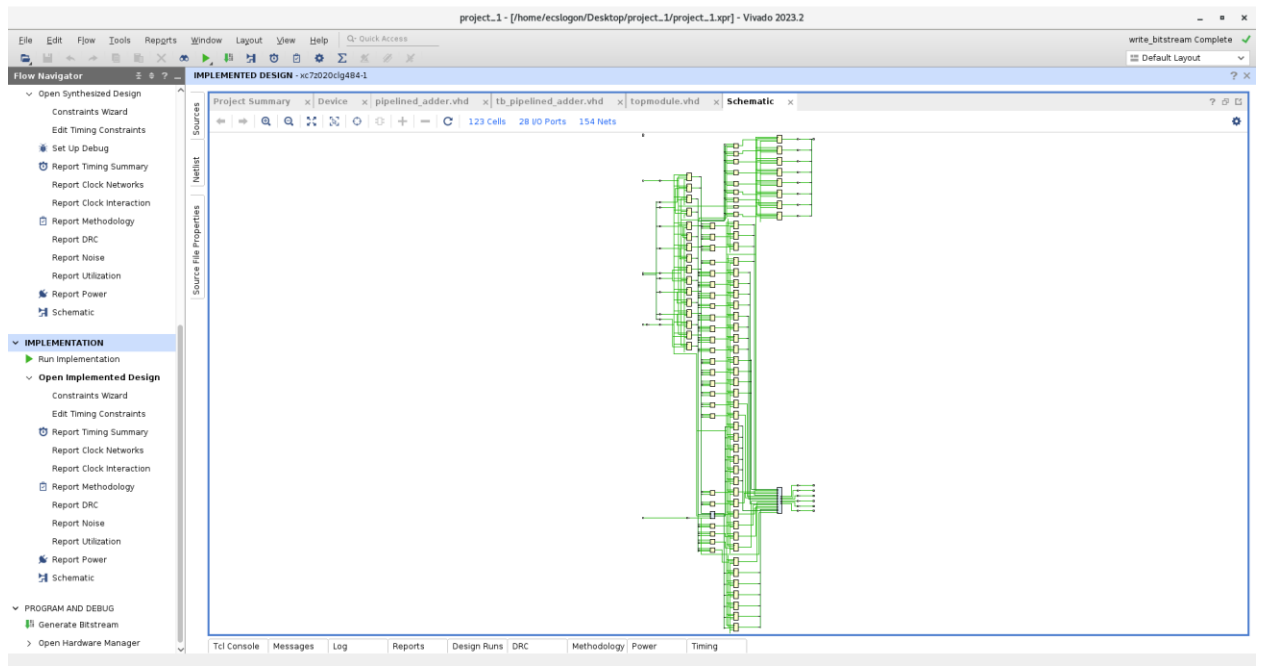 project_1 - [/home/ecslogon/Desktop/project_1/project_1.xpr] - Vivado 2023.2
File Edit Flow Tools Reports Window Layout View Help Q- Quick Access
write_bitstream Complete
Default Layout
Flow Navigator
IMPLEMENTED DESIGN - xc7z020clg484-1
Open Synthesized Design
Constraints Wizard
Edit Timing Constraints
Set Up Debug
Report Timing Summary
Report Clock Networks
Report Clock Interaction
Report Methodology
Report DRC
Report Noise
Report Utilization
Report Power
Schematic
IMPLEMENTATION
Run Implementation
Open Implemented Design
Constraints Wizard
Edit Timing Constraints
Report Timing Summary
Report Clock Networks
Report Clock Interaction
Report Methodology
Report DRC
Report Noise
Report Utilization
Report Power
Schematic
PROGRAM AND DEBUG
Generate Bitstream
Open Hardware Manager
Sources
Netlist
Source File Properties
Project Summary Device pipelined_adder.vhd tb_pipelined_adder.vhd topmodule.vhd Schematic
123 Cells 28 I/O Ports 154 Nets
Tcl Console Messages Log Reports Design Runs DRC Methodology Power Timing